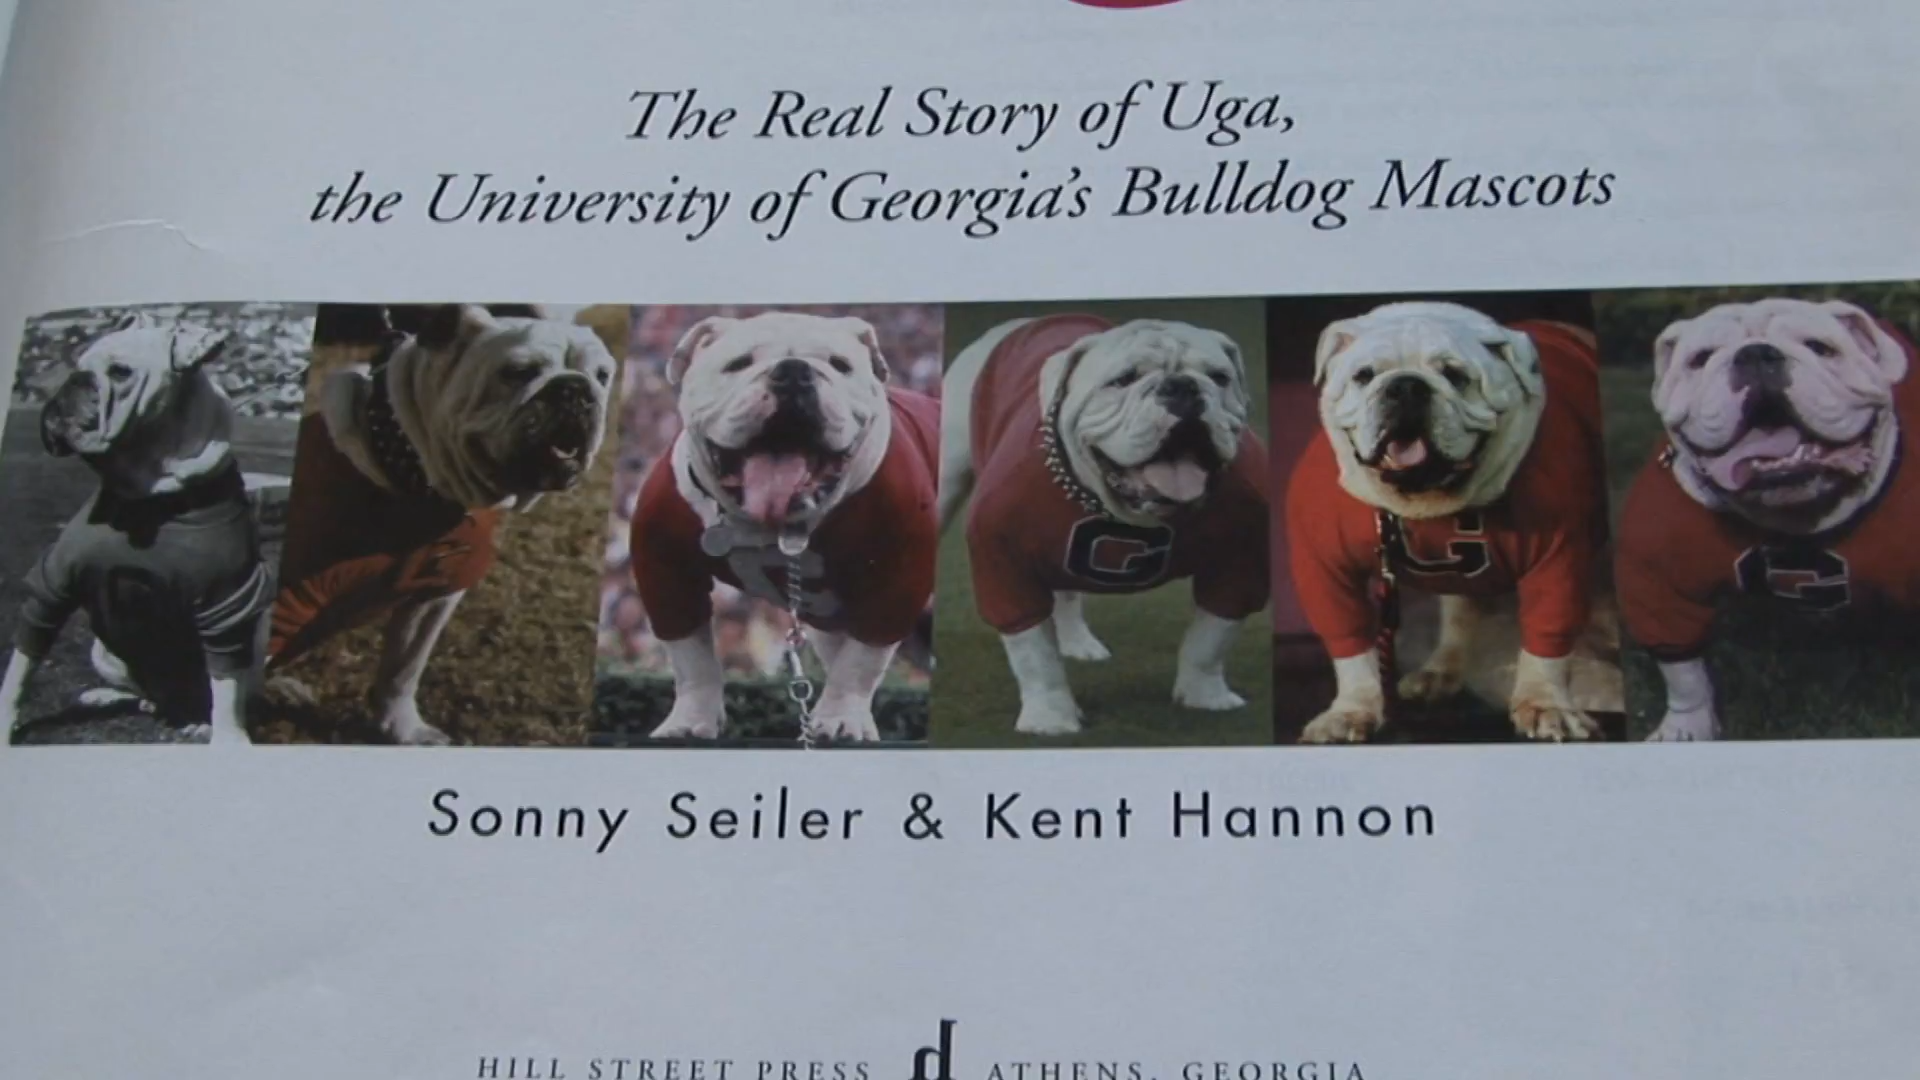 The Real Story of Uga,
the University of Georgia's Bulldog Mascots
G
G
G
Sonny Seiler & Kent Hannon
HILL STREET PRESS d ATHENS, GEORGIA